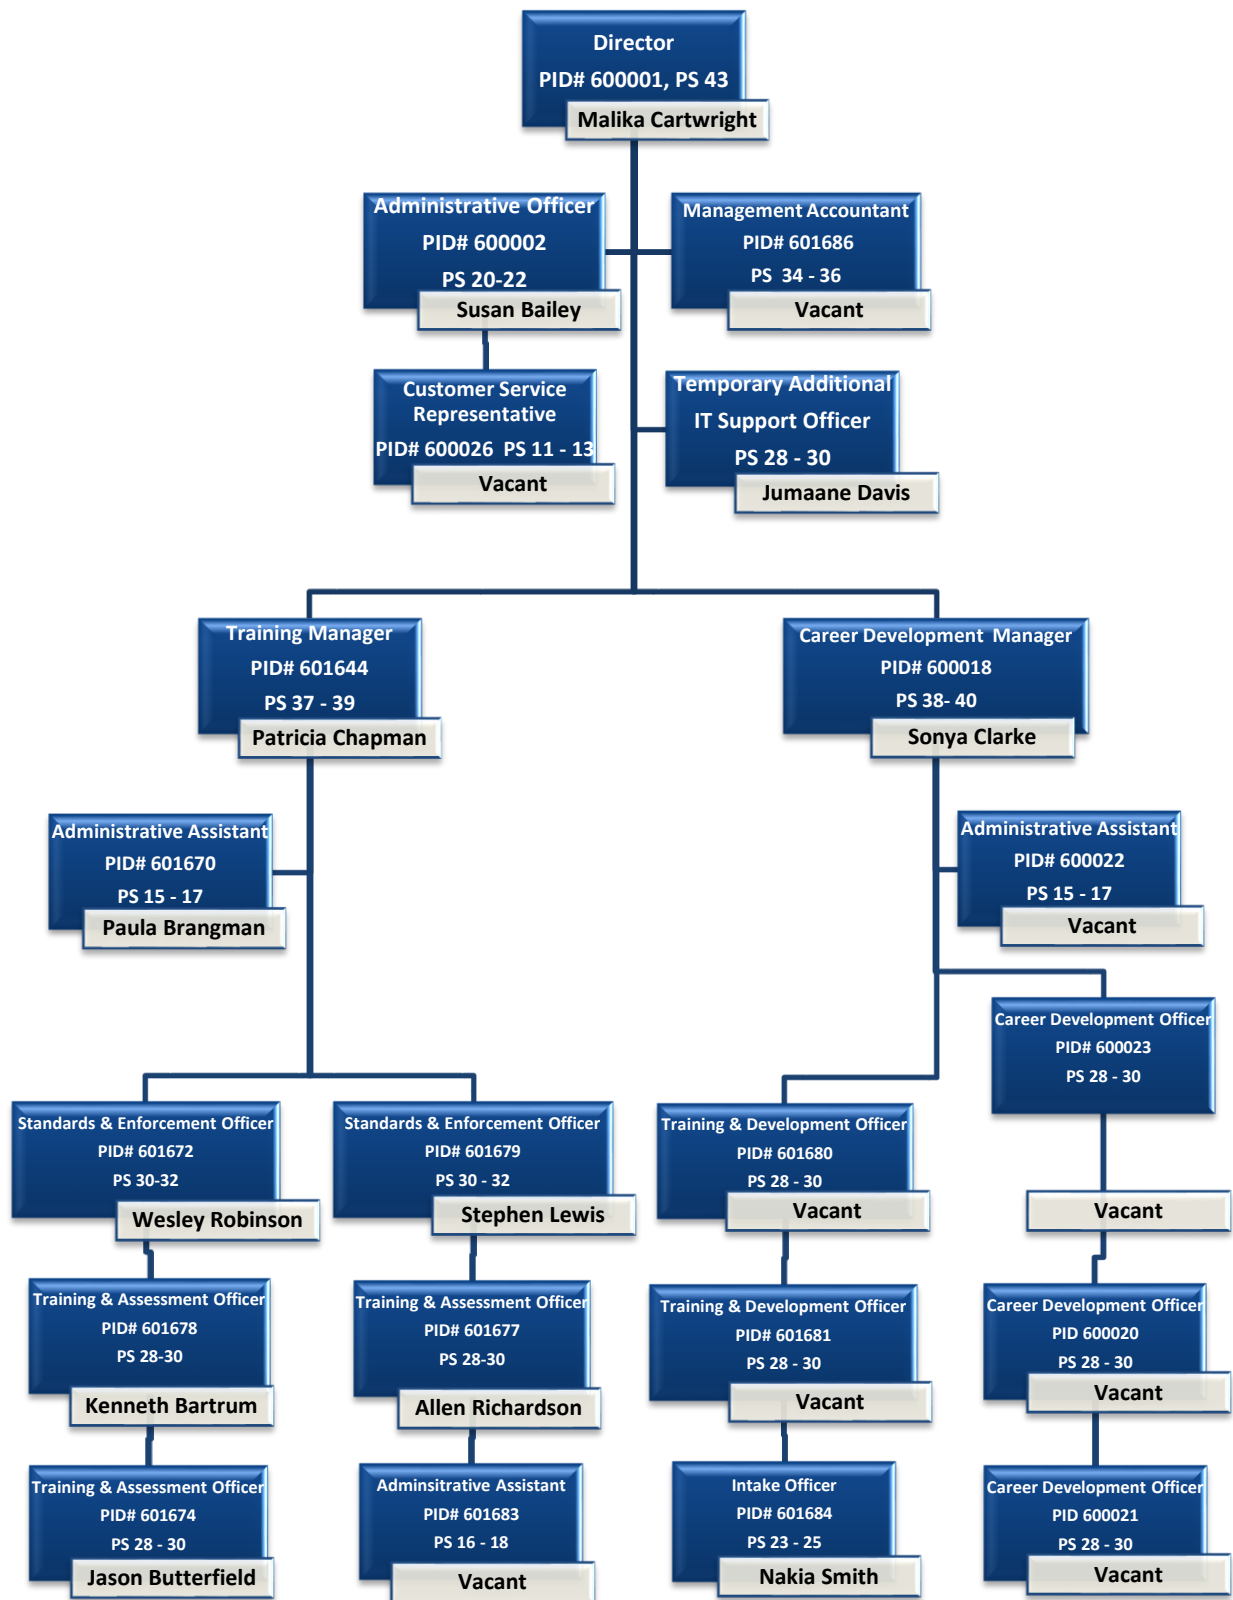 Director
PID# 600001, PS 43
Malika Cartwright
Administrative Officer
PID# 600002
PS 20-22
Susan Bailey
Management Accountant
PID# 601686
PS  34 - 36
Vacant
Customer Service
Representative
PID# 600026  PS 11 - 13
Vacant
Temporary Additional
IT Support Officer
PS 28 - 30
Jumaane Davis
Training Manager
PID# 601644
PS 37 - 39
Patricia Chapman
Career Development  Manager
PID# 600018
PS 38- 40
Sonya Clarke
Administrative Assistant
PID# 601670
PS 15 - 17
Paula Brangman
Administrative Assistant
PID# 600022
PS 15 - 17
Vacant
Career Development Officer
PID# 600023
PS 28 - 30
Vacant
Standards & Enforcement Officer
PID# 601672
PS 30-32
Wesley Robinson
Standards & Enforcement Officer
PID# 601679
PS 30 - 32
Stephen Lewis
Training & Development Officer
PID# 601680
PS 28 - 30
Vacant
Training & Assessment Officer
PID# 601678
PS 28-30
Kenneth Bartrum
Training & Assessment Officer
PID# 601677
PS 28-30
Allen Richardson
Training & Development Officer
PID# 601681
PS 28 - 30
Vacant
Career Development Officer
PID 600020
PS 28 - 30
Vacant
Training & Assessment Officer
PID# 601674
PS 28 - 30
Jason Butterfield
Adminsitrative Assistant
PID# 601683
PS 16 - 18
Vacant
Intake Officer
PID# 601684
PS 23 - 25
Nakia Smith
Career Development Officer
PID 600021
PS 28 - 30
Vacant